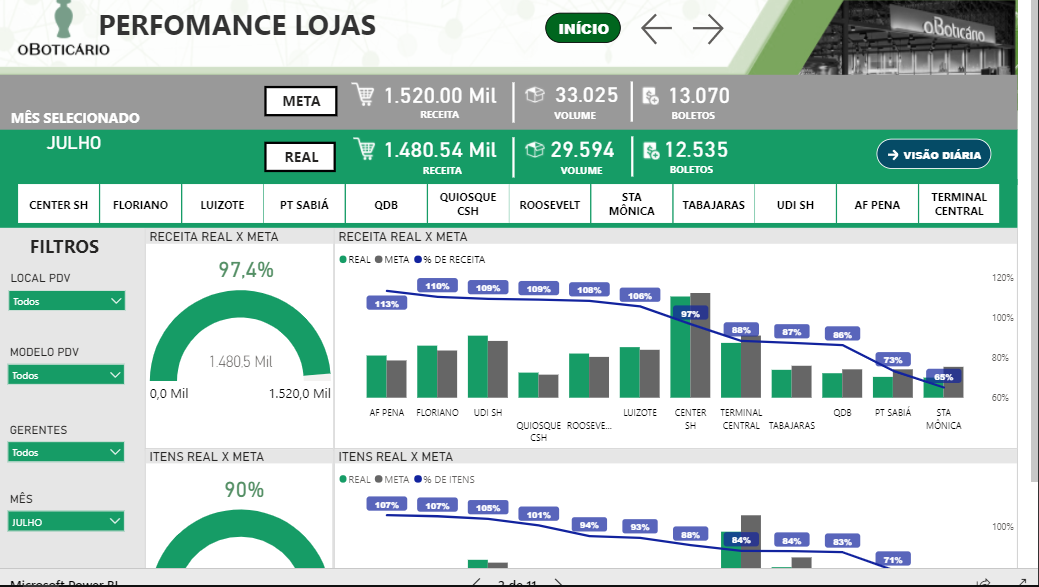 PERFOMANCE LOJAS
oBOTICÁRIO
INÍCIO
oBoticário
META
1.520.00 Mil
RECEITA
33.025
VOLUME
13.070
BOLETOS
MÊS SELECIONADO
JULHO
REAL
1.480.54 Mil
RECEITA
29.594
VOLUME
12.535
BOLETOS
VISÃO DIÁRIA
CENTER SH
FLORIANO
LUIZOTE
PT SABIÁ
QDB
QUIOSQUE
CSH
ROOSEVELT
STA
MÔNICA
TABAJARAS
UDI SH
AF PENA
TERMINAL
CENTRAL
FILTROS
LOCAL PDV
Todos
MODELO PDV
Todos
GERENTES
Todos
MÊS
JULHO
RECEITA REAL X META
97,4%
1.480,5 Mil
0,0 Mil
1.520,0 Mil
RECEITA REAL X META
REAL META % DE RECEITA
113%
110%
109%
109%
108%
106%
97%
88%
87%
86%
73%
65%
120%
100%
80%
60%
AF PENA
FLORIANO
UDI SH
QUIOSQUE
CSH
ROOSEVE...
LUIZOTE
CENTER
SH
TERMINAL
CENTRAL
TABAJARAS
QDB
PT SABIÁ
STA
MÔNICA
ITENS REAL X META
90%
ITENS REAL X META
REAL META % DE ITENS
107%
107%
105%
101%
94%
93%
88%
84%
84%
83%
71%
100%
Microsoft Power BI
2 de 11